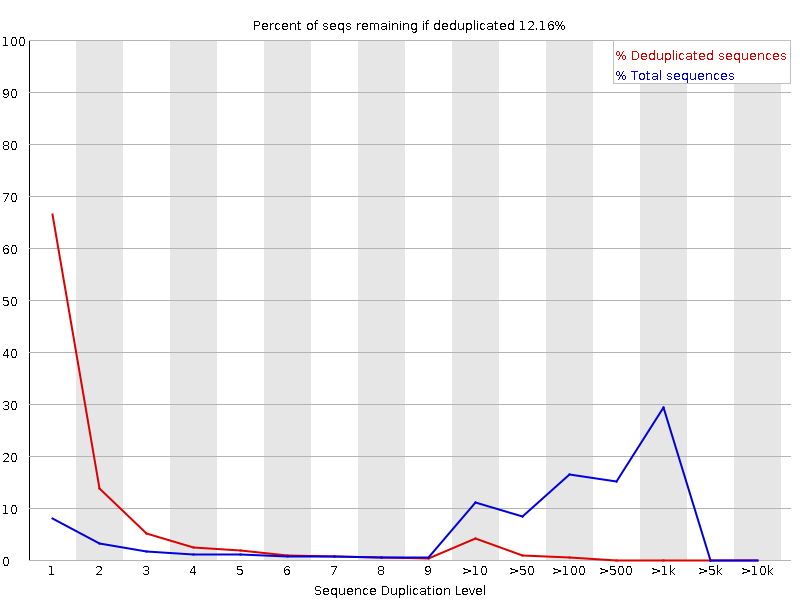 Percent of seqs remaining if deduplicated 12.16%
% Deduplicated sequences
% Total sequences
100
90
80
70
60
50
40
30
20
10
0
1 2 3 4 5 6 7 8 9 >10 >50 >100 >500 >1k >5k >10k
Sequence Duplication Level